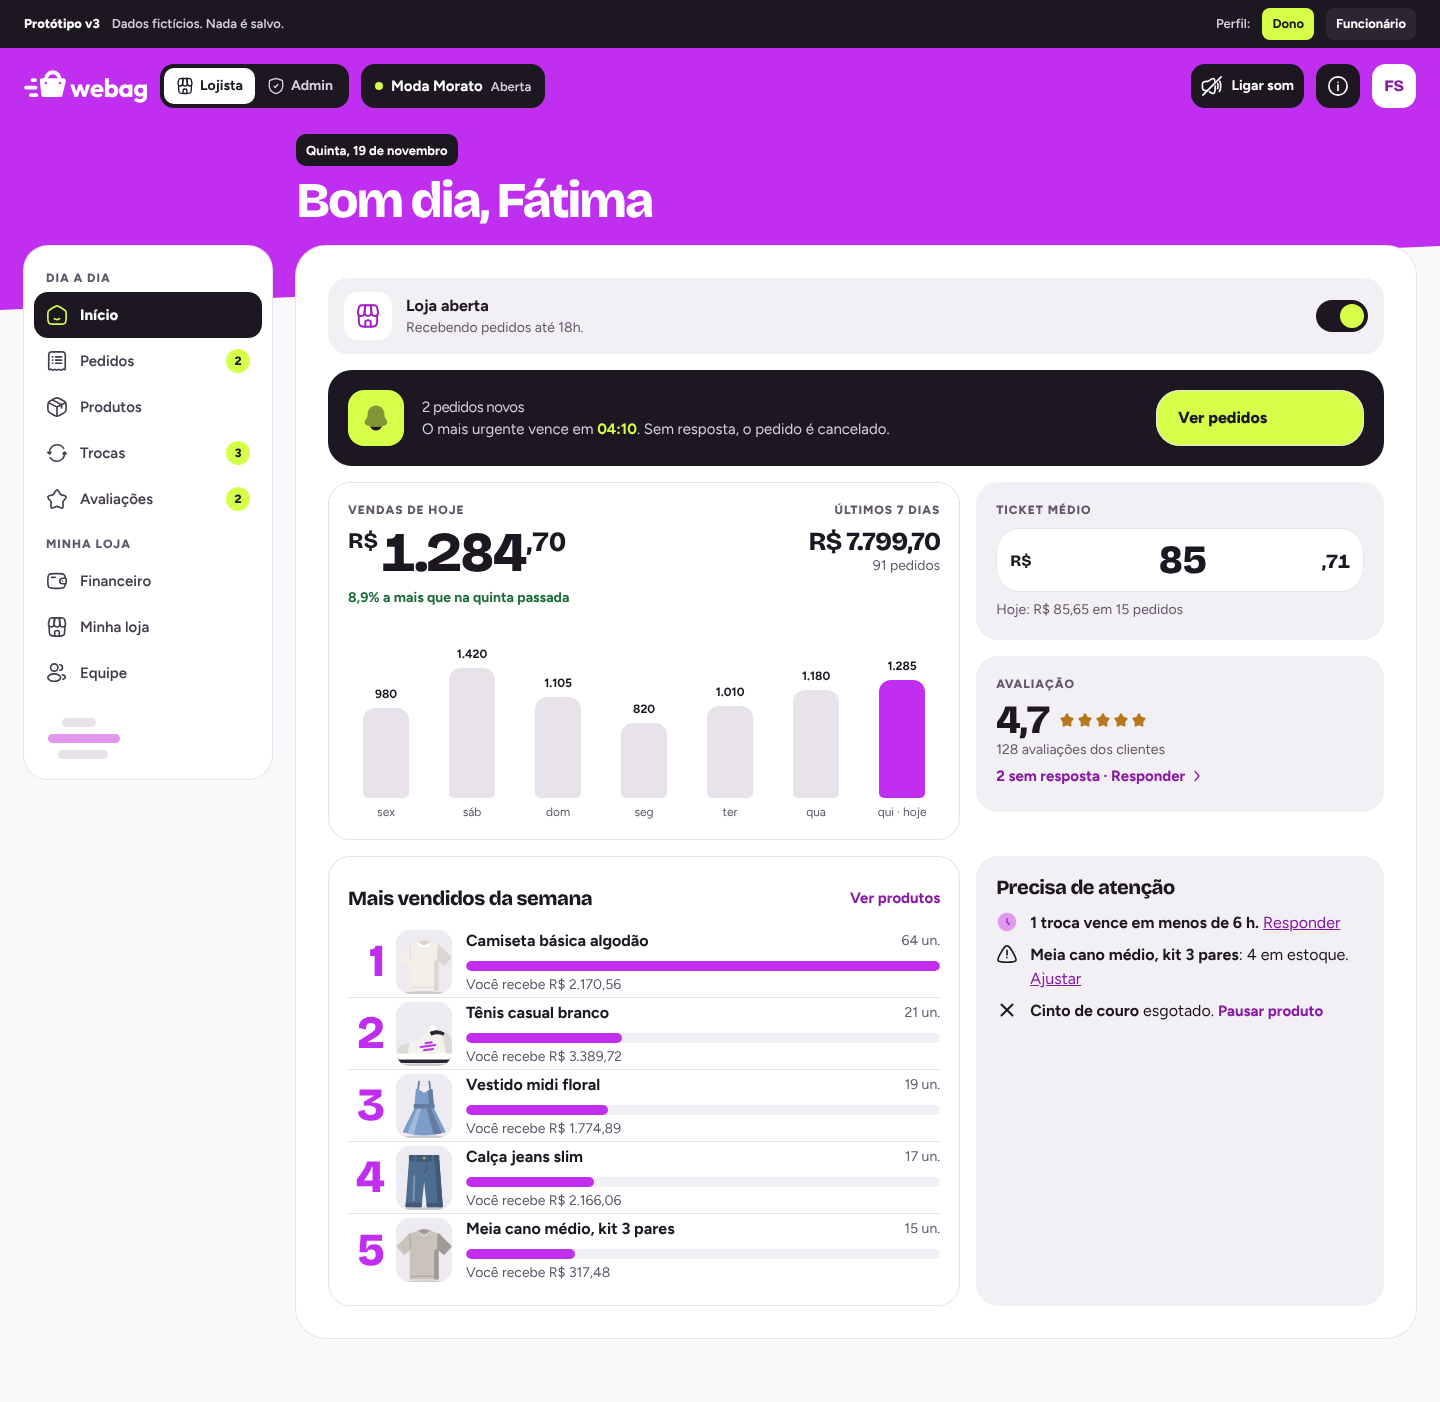 Protótipo v3 Dados fictícios. Nada é salvo.
Perfil: Dono Funcionário
webag
Lojista Admin
Moda Morato Aberta
Ligar som
FS
Quinta, 19 de novembro
Bom dia, Fátima
DIA A DIA
Início
Pedidos 2
Produtos
Trocas 3
Avaliações 2
MINHA LOJA
Financeiro
Minha loja
Equipe
Loja aberta
Recebendo pedidos até 18h.
2 pedidos novos
O mais urgente vence em 04:10. Sem resposta, o pedido é cancelado.
Ver pedidos
VENDAS DE HOJE
R$ 1.284,70
8,9% a mais que na quinta passada
ÚLTIMOS 7 DIAS
R$ 7.799,70
91 pedidos
980 1.420 1.105 820 1.010 1.180 1.285
sex sáb dom seg ter qua qui · hoje
TICKET MÉDIO
R$ 85 ,71
Hoje: R$ 85,65 em 15 pedidos
AVALIAÇÃO
4,7
128 avaliações dos clientes
2 sem resposta · Responder
Mais vendidos da semana
Ver produtos
1 Camiseta básica algodão 64 un.
Você recebe R$ 2.170,56
2 Tênis casual branco 21 un.
Você recebe R$ 3.389,72
3 Vestido midi floral 19 un.
Você recebe R$ 1.774,89
4 Calça jeans slim 17 un.
Você recebe R$ 2.166,06
5 Meia cano médio, kit 3 pares 15 un.
Você recebe R$ 317,48
Precisa de atenção
1 troca vence em menos de 6 h. Responder
Meia cano médio, kit 3 pares: 4 em estoque.
Ajustar
Cinto de couro esgotado. Pausar produto